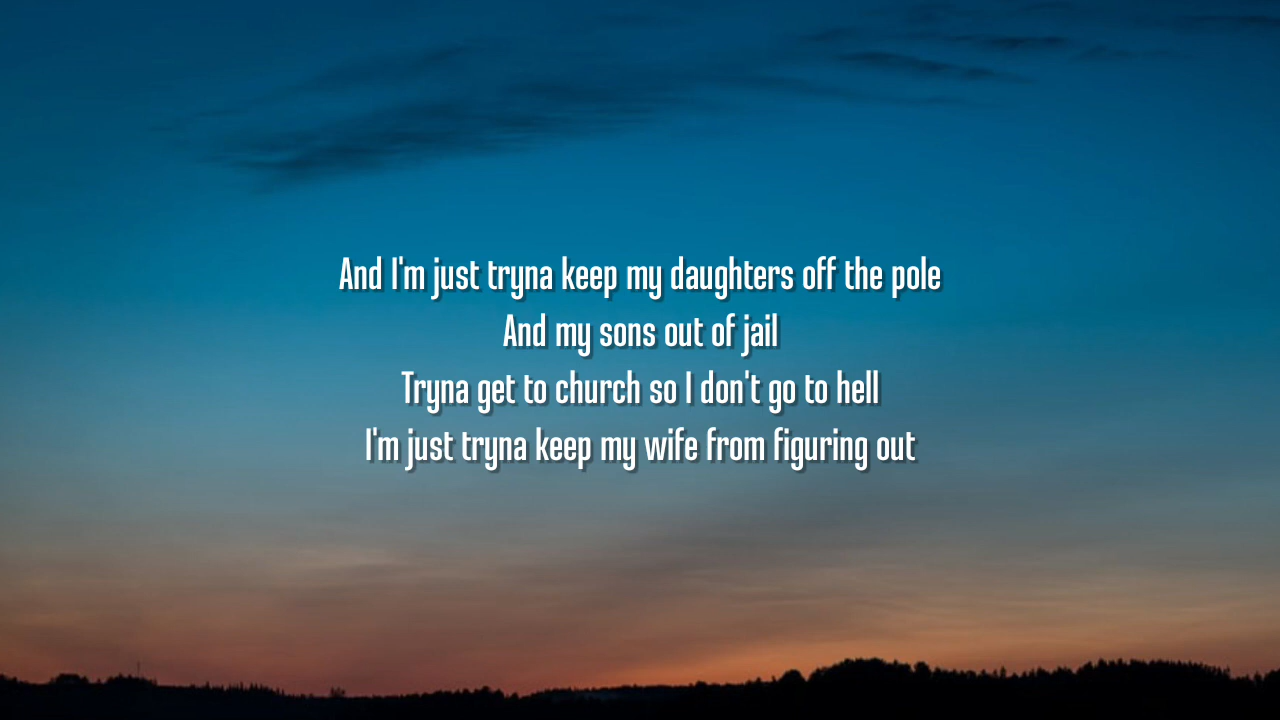 And I'm just tryna keep my daughters off the pole
And my sons out of jail
Tryna get to church so I don't go to hell
I'm just tryna keep my wife from figuring out